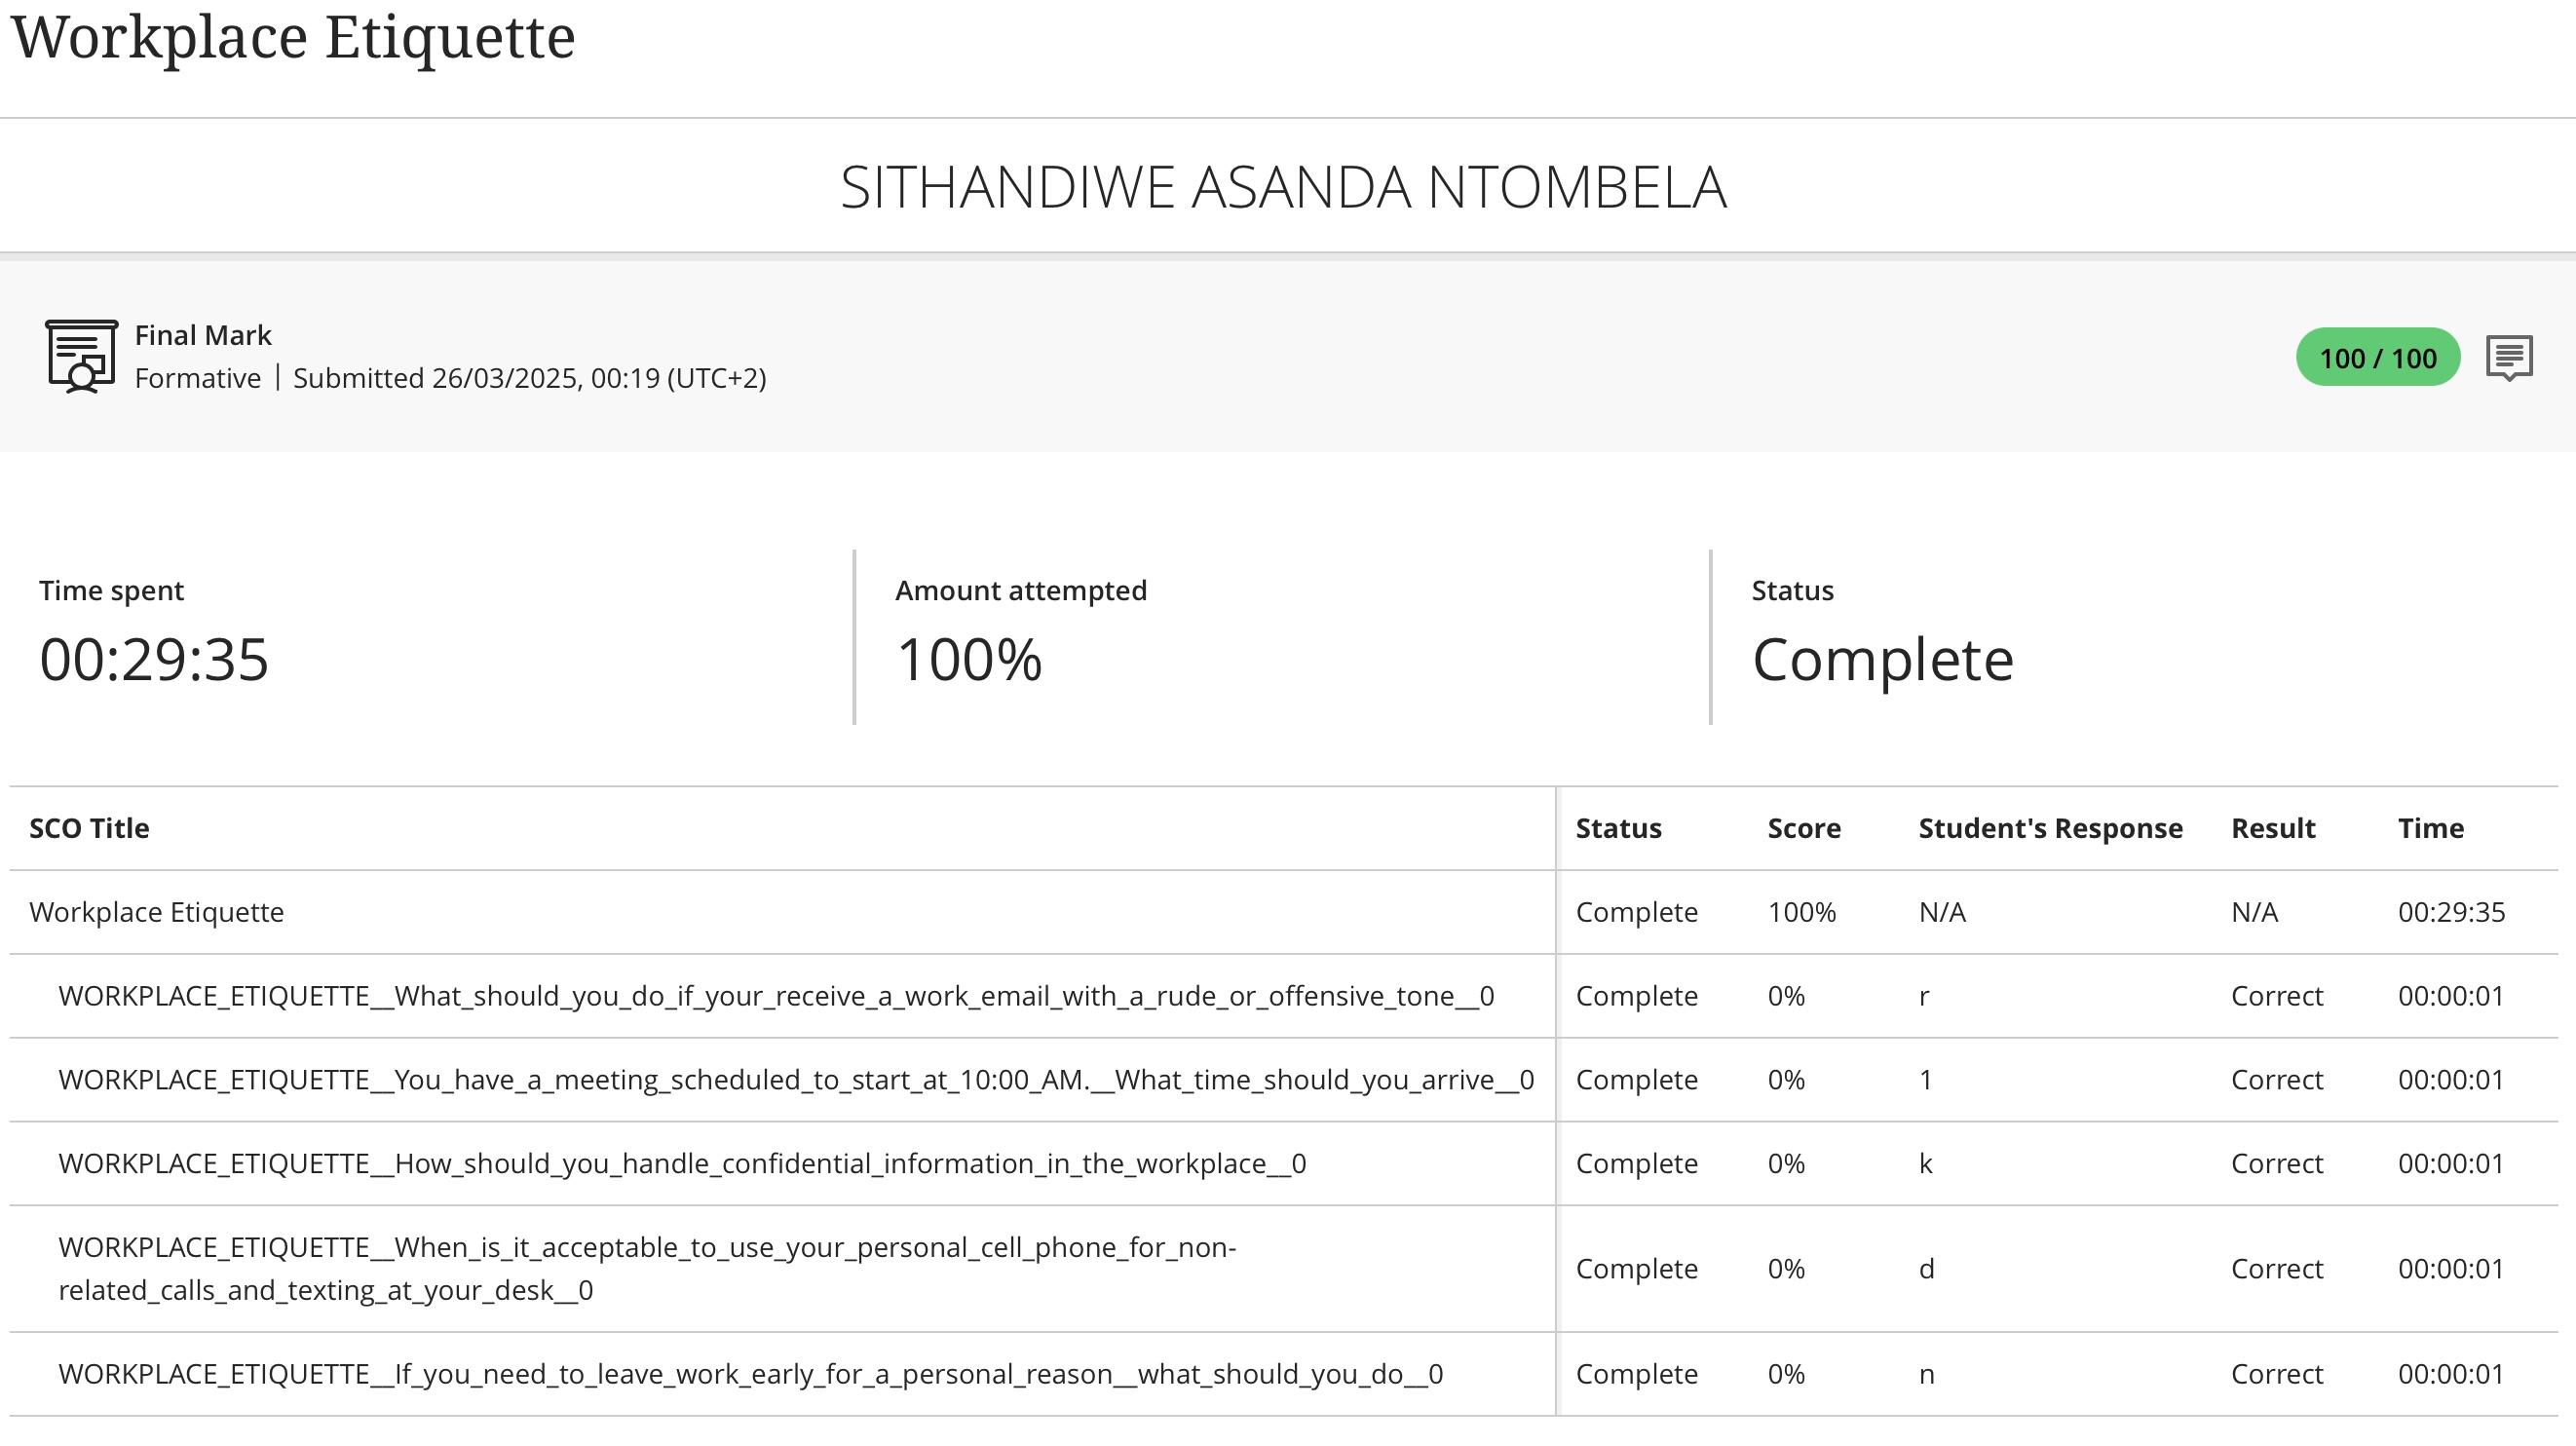 Workplace Etiquette
SITHANDIWE ASANDA NTOMBELA
Final Mark
Formative | Submitted 26/03/2025, 00:19 (UTC+2)
100 / 100
Time spent
00:29:35
Amount attempted
100%
Status
Complete
SCO Title Status Score Student's Response Result Time
Workplace Etiquette Complete 100% N/A N/A 00:29:35
WORKPLACE_ETIQUETTE__What_should_you_do_if_your_receive_a_work_email_with_a_rude_or_offensive_tone__0 Complete 0% r Correct 00:00:01
WORKPLACE_ETIQUETTE__You_have_a_meeting_scheduled_to_start_at_10:00_AM.__What_time_should_you_arrive__0 Complete 0% 1 Correct 00:00:01
WORKPLACE_ETIQUETTE__How_should_you_handle_confidential_information_in_the_workplace__0 Complete 0% k Correct 00:00:01
WORKPLACE_ETIQUETTE__When_is_it_acceptable_to_use_your_personal_cell_phone_for_non-
related_calls_and_texting_at_your_desk__0 Complete 0% d Correct 00:00:01
WORKPLACE_ETIQUETTE__If_you_need_to_leave_work_early_for_a_personal_reason__what_should_you_do__0 Complete 0% n Correct 00:00:01